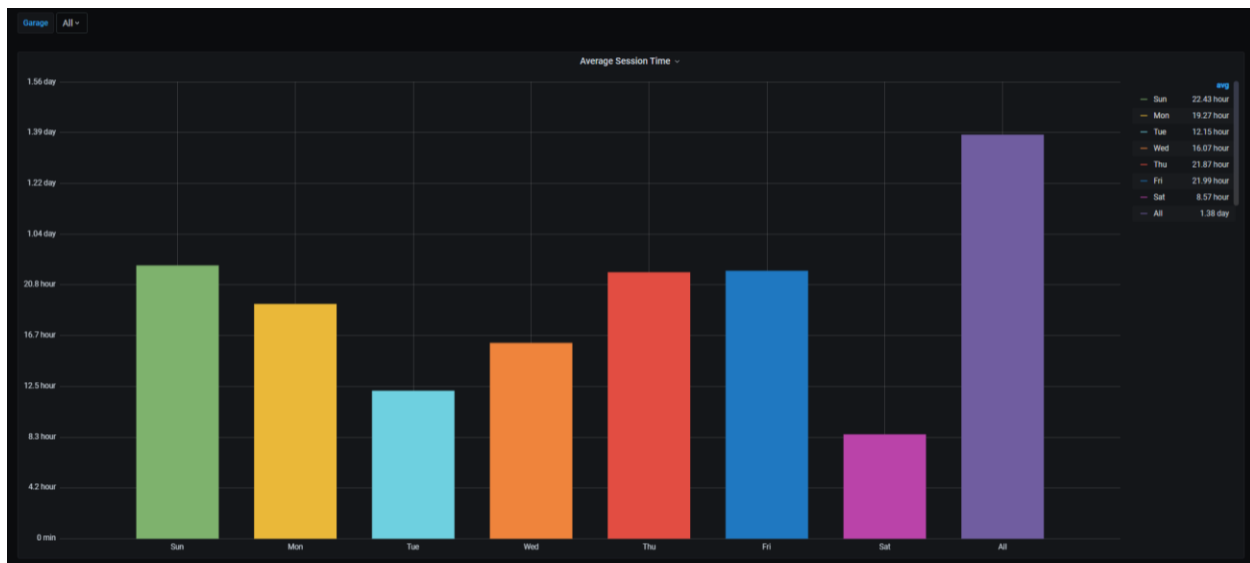 Garage All
Average Session Time
1.56 day
1.39 day
1.22 day
1.04 day
20.8 hour
16.7 hour
12.5 hour
8.3 hour
4.2 hour
0 min
Sun Mon Tue Wed Thu Fri Sat All
avg
Sun 22.43 hour
Mon 19.27 hour
Tue 12.15 hour
Wed 16.07 hour
Thu 21.87 hour
Fri 21.99 hour
Sat 8.57 hour
All 1.38 day